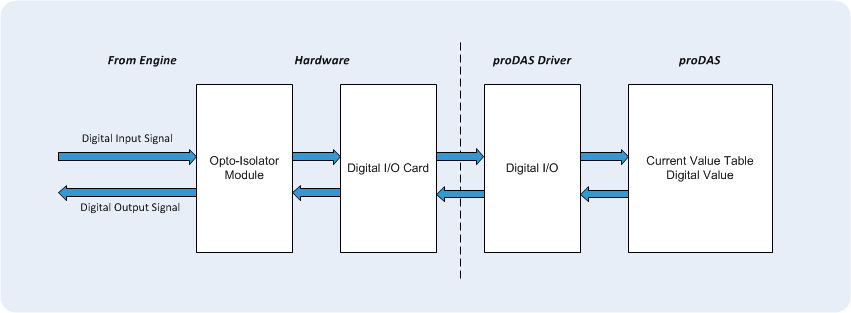 From Engine
Hardware
proDAS Driver
proDAS
Digital Input Signal
Digital Output Signal
Opto-Isolator
Module
Digital I/O Card
Digital I/O
Current Value Table
Digital Value